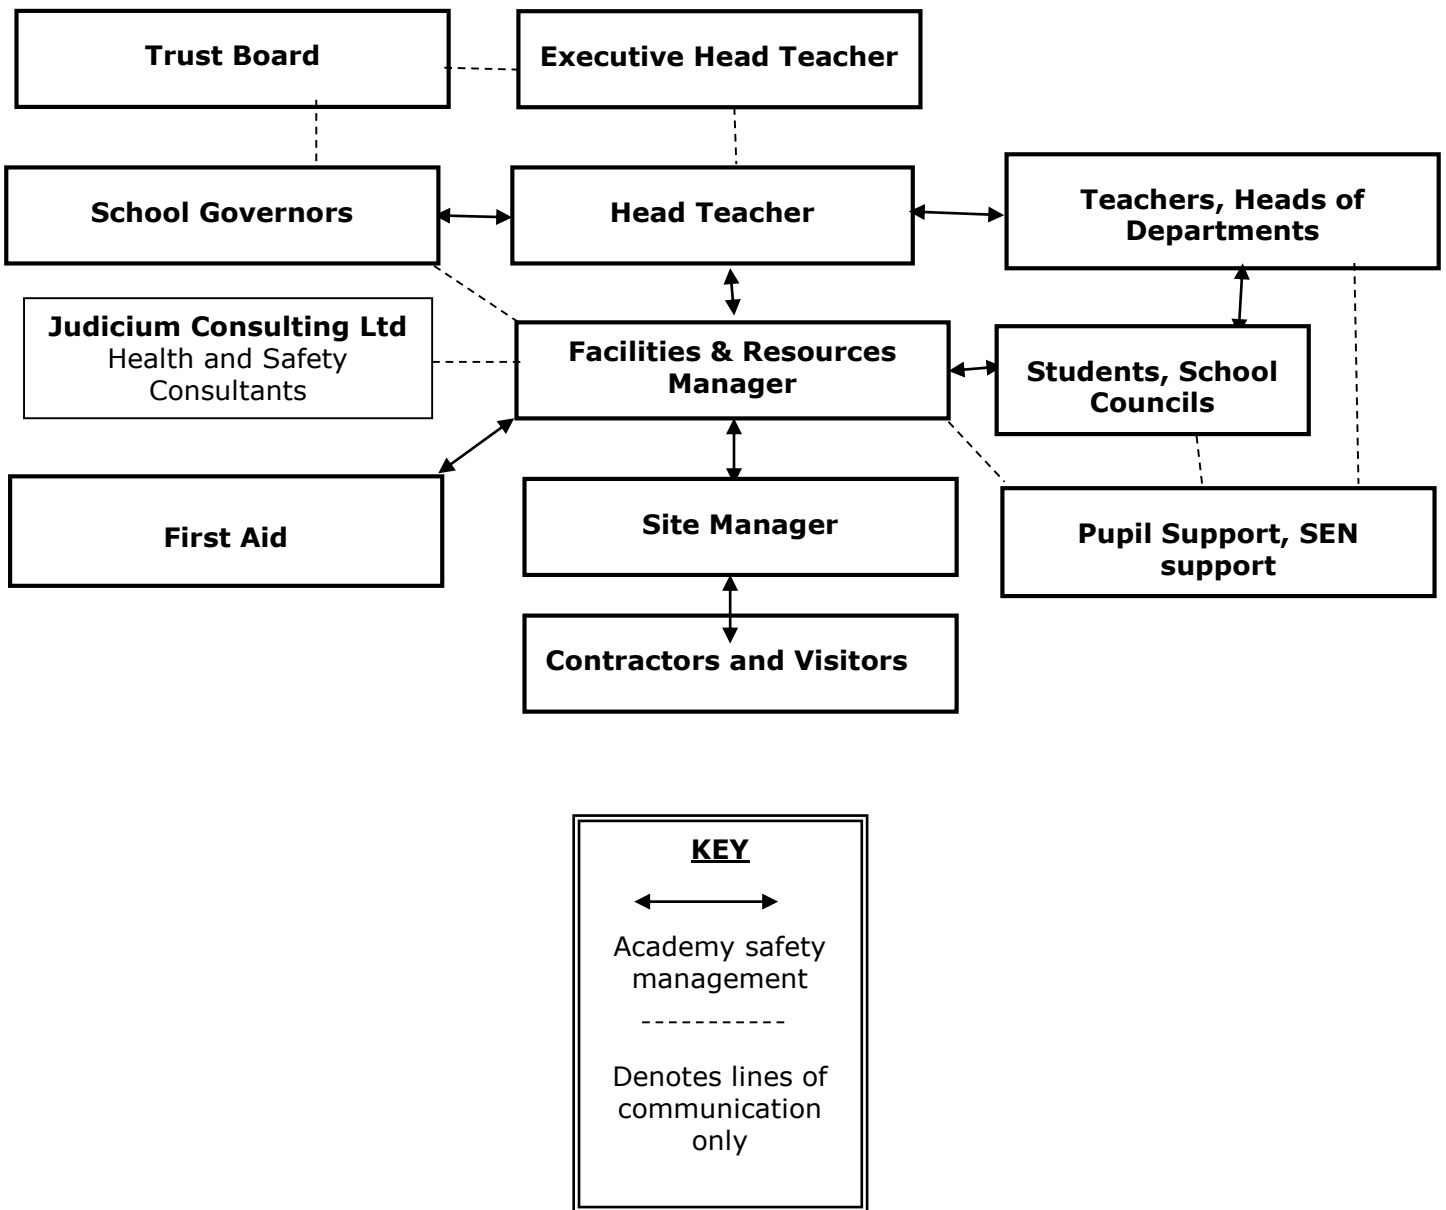 Trust Board
Executive Head Teacher
School Governors
Head Teacher
Teachers, Heads of
Departments
Judicium Consulting Ltd
Health and Safety
Consultants
Facilities & Resources
Manager
Students, School
Councils
First Aid
Site Manager
Pupil Support, SEN
support
Contractors and Visitors
KEY
Academy safety
management
Denotes lines of
communication
only